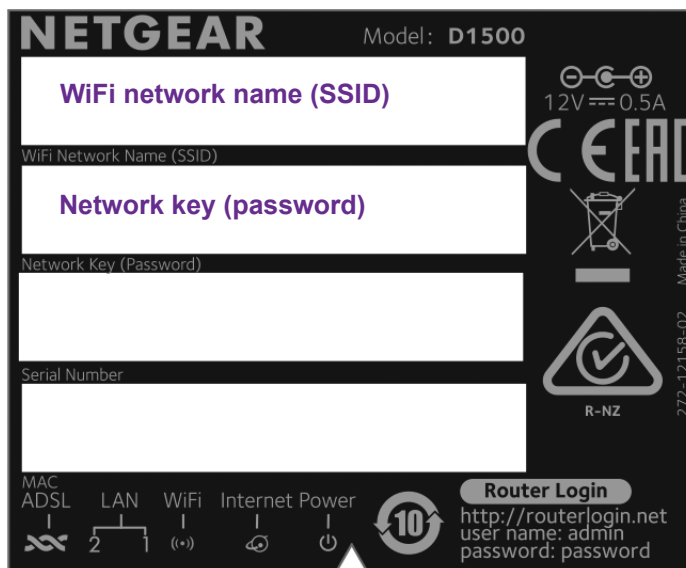 NETGEAR Model: D1500
WiFi network name (SSID)
12V 0.5A
WiFi Network Name (SSID)
CE EAC
Network key (password)
Network Key (Password)
Made in China
272-12158-02
R-NZ
Serial Number
MAC
ADSL LAN WiFi Internet Power
2 1
10
Router Login
http://routerlogin.net
user name: admin
password: password